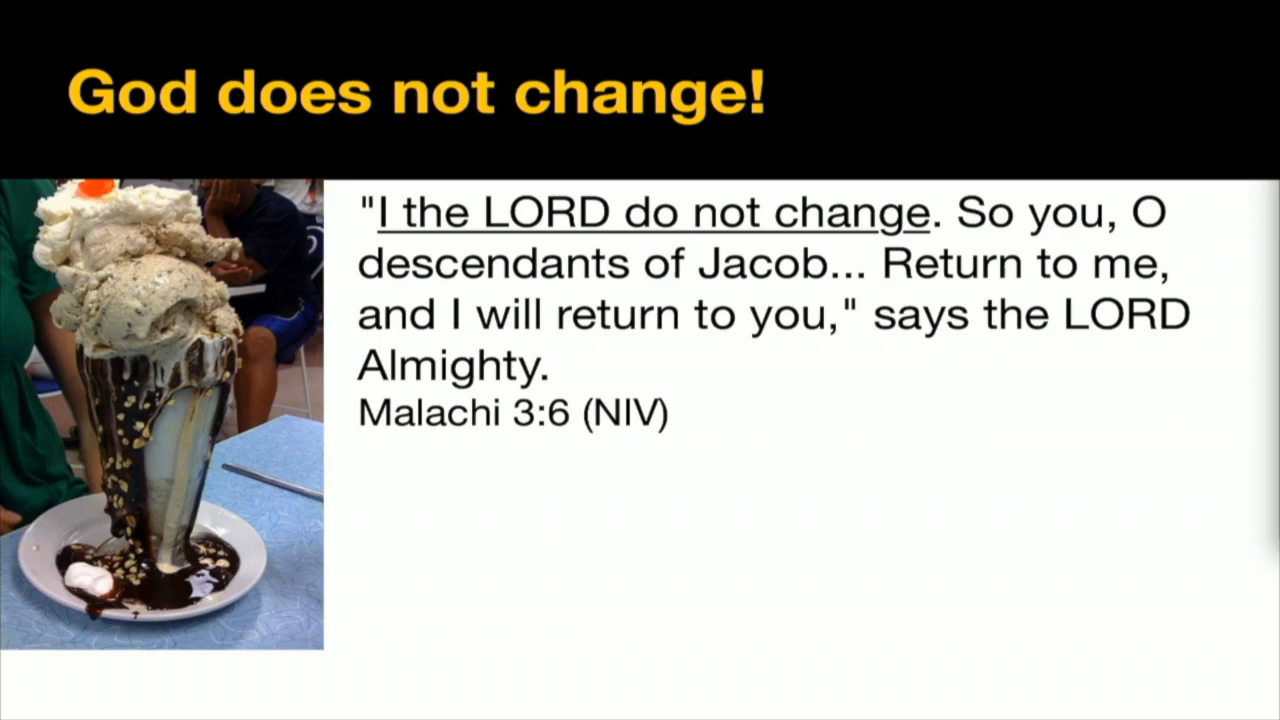 God does not change!
"I the LORD do not change. So you, O
descendants of Jacob... Return to me,
and I will return to you," says the LORD
Almighty.
Malachi 3:6 (NIV)